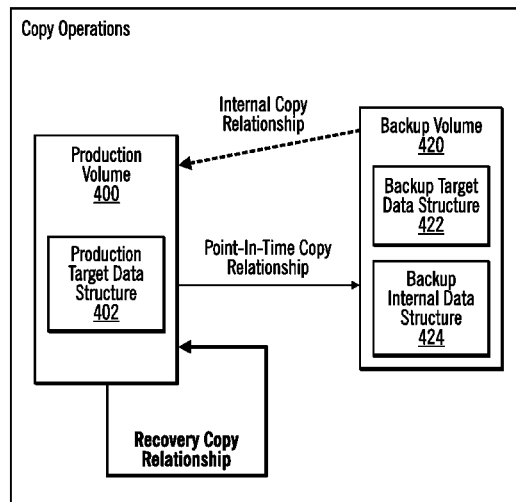 Copy Operations
Internal Copy
Relationship
Production
Volume
400
Backup Volume
420
Backup Target
Data Structure
422
Production
Target Data
Structure
402
Point-In-Time Copy
Relationship
Backup
Internal Data
Structure
424
Recovery Copy
Relationship